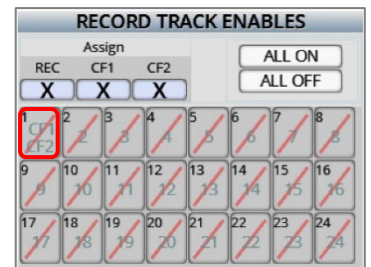 RECORD TRACK ENABLES
Assign
REC CF1 CF2
X X X
ALL ON
ALL OFF
1 2 3 4 5 6 7 8
CF1 2 3 4 5 6 7 8
CF2
9 10 11 12 13 14 15 16
9 10 11 12 13 14 15 16
17 18 19 20 21 22 23 24
17 18 19 20 21 22 23 24